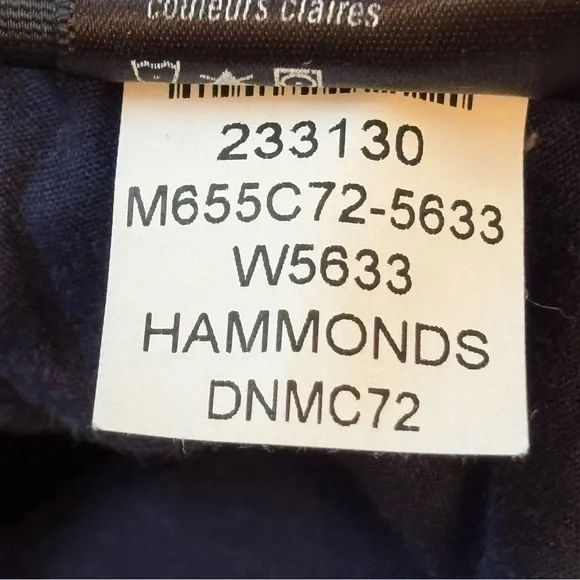 couleurs claires
233130
M655C72-5633
W5633
HAMMONDS
DNMC72